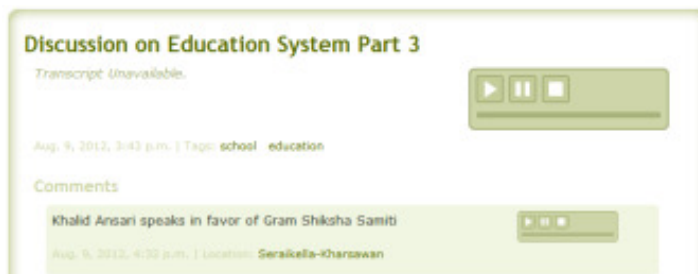 Discussion on Education System Part 3
Transcript Unavailable.
Aug. 9, 2012, 3:43 p.m. | Tags: school education
Comments
Khalid Ansari speaks in favor of Gram Shiksha Samiti
Aug. 9, 2012, 4:32 p.m. | Location: Seraikella-Kharsawan